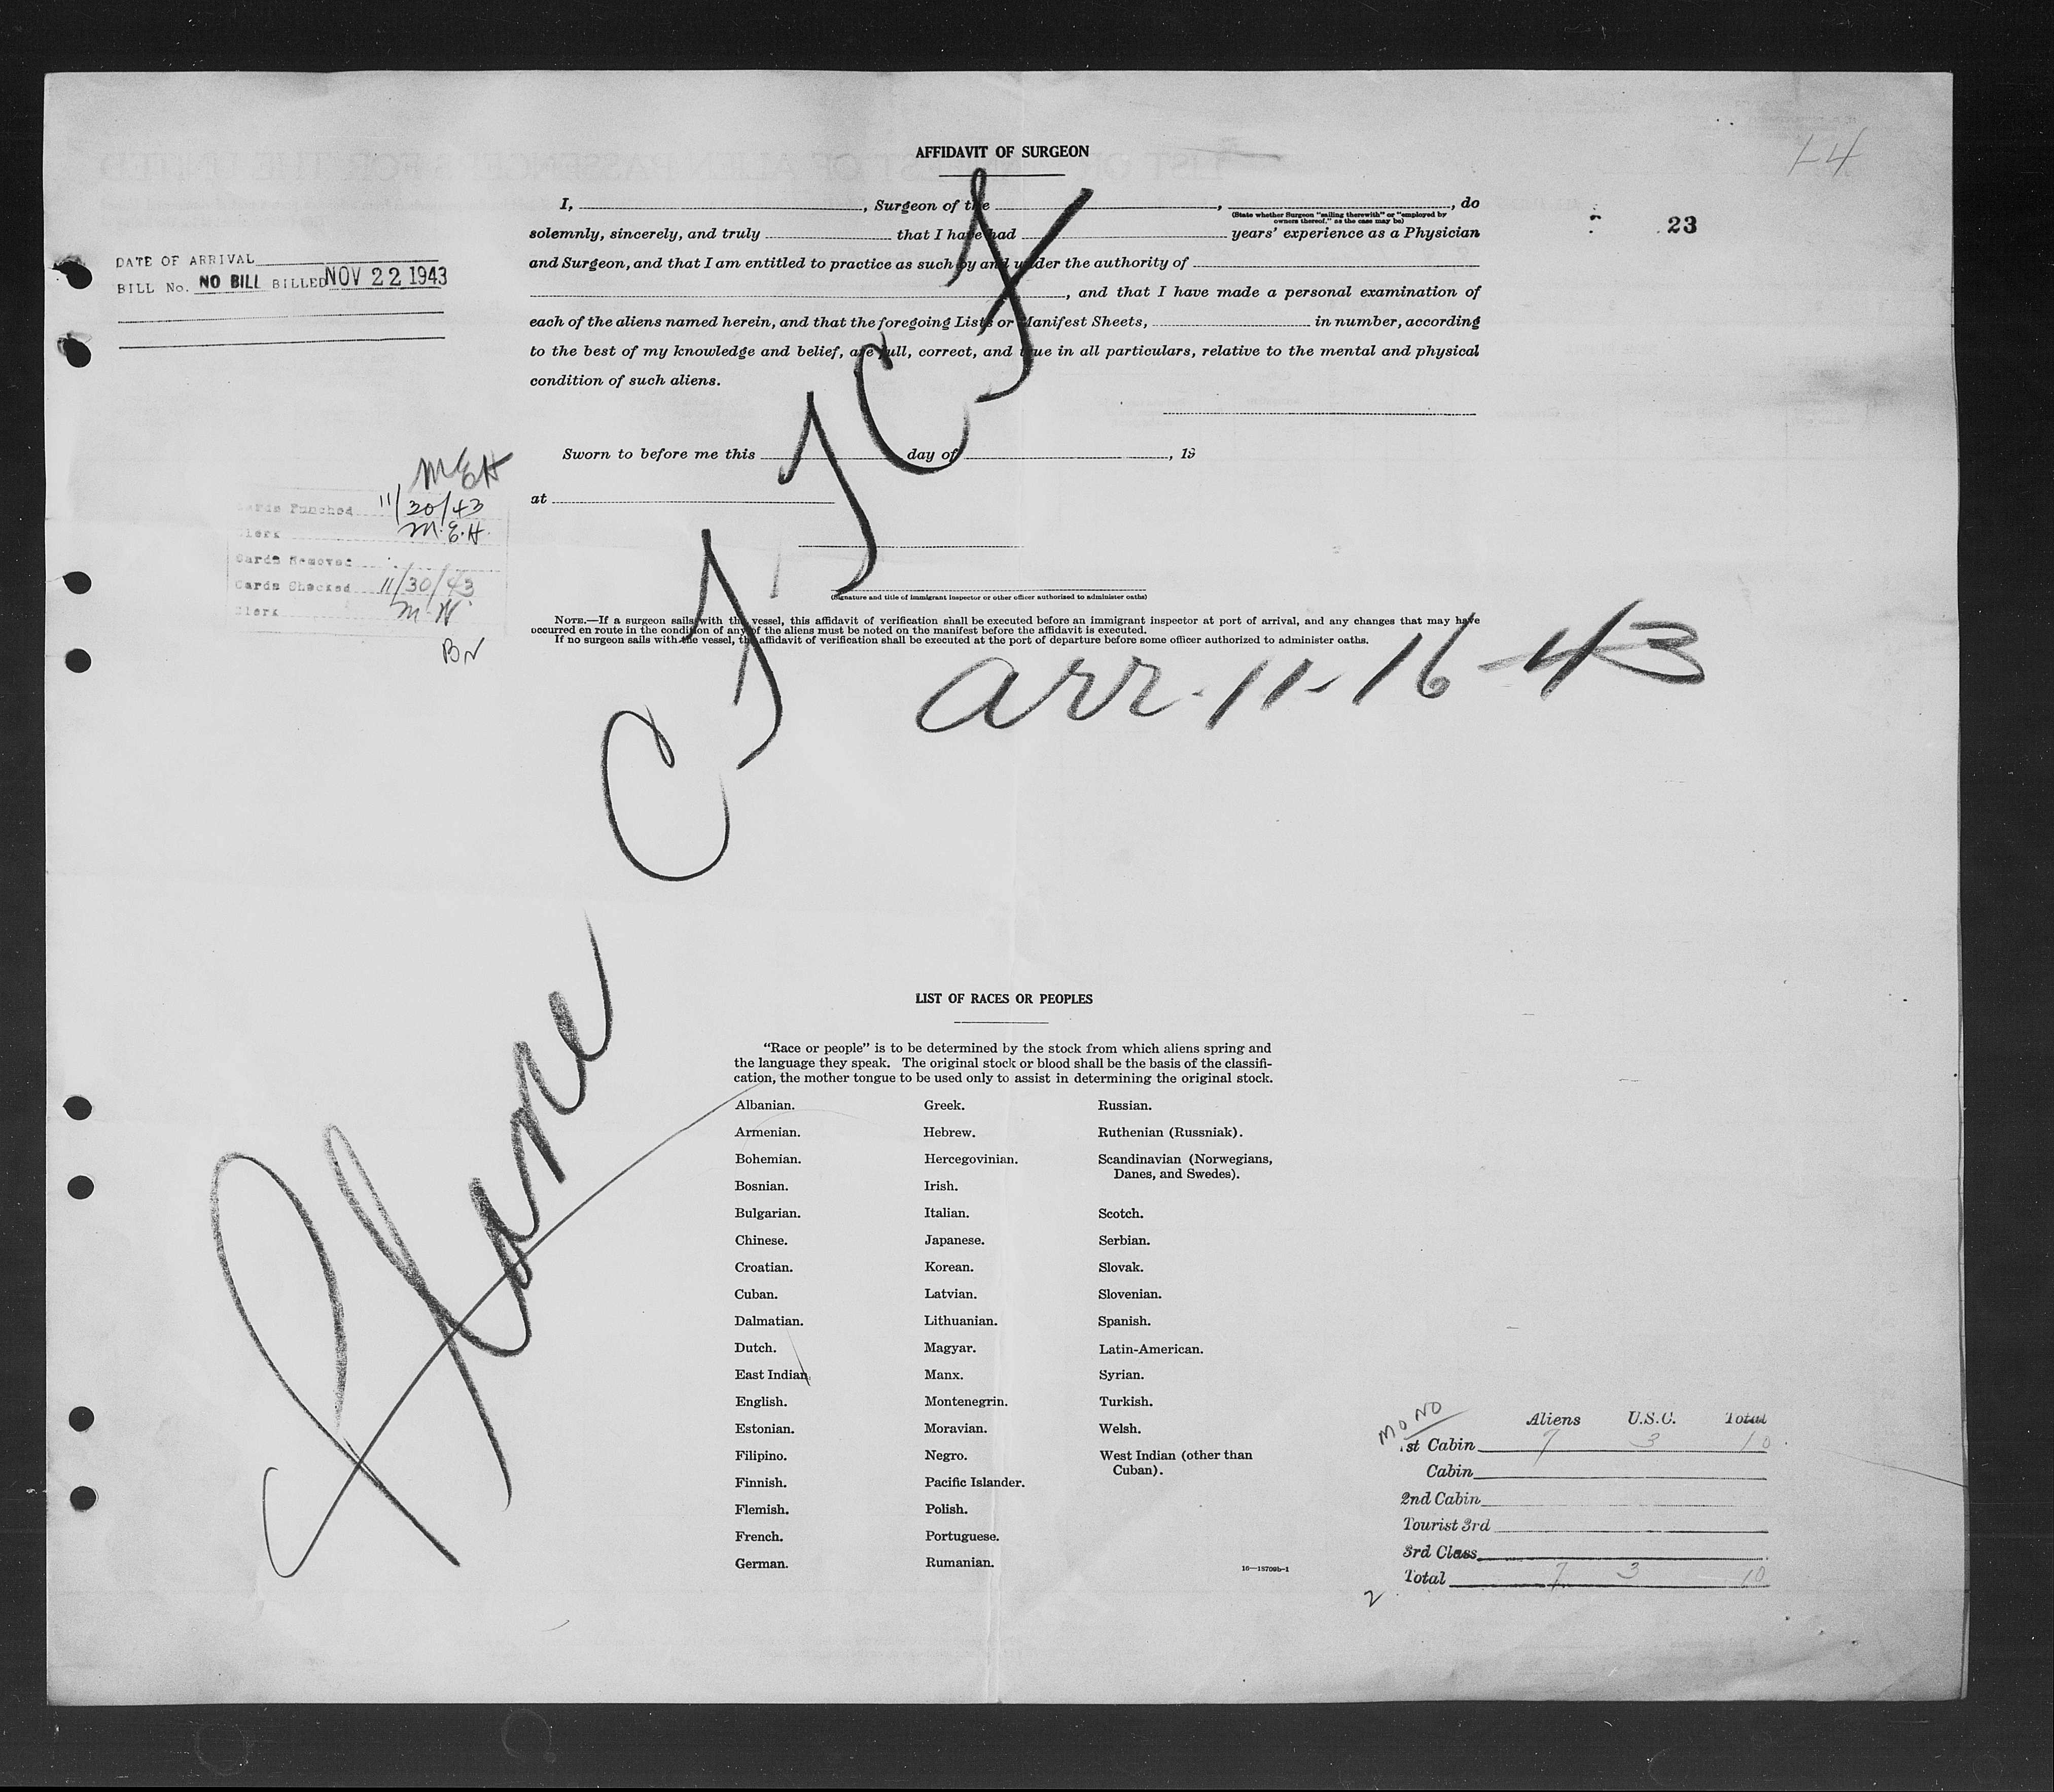 AFFIDAVIT OF SURGEON
14
I, , Surgeon of the , , do
(State whether Surgeon "sailing therewith" or "employed by owners thereof," as the case may be)
23
solemnly, sincerely, and truly that I have had years' experience as a Physician
and Surgeon, and that I am entitled to practice as such by and under the authority of
, and that I have made a personal examination of
each of the aliens named herein, and that the foregoing Lists or Manifest Sheets, in number, according
to the best of my knowledge and belief, are full, correct, and true in all particulars, relative to the mental and physical
condition of such aliens.
DATE OF ARRIVAL
BILL No. NO BILL BILLED NOV 22 1943
Sworn to before me this day of , 19
at
(Signature and title of immigrant inspector or other officer authorized to administer oaths)
M E H
Cards Punched 11/30/43
Clerk M.E.H.
Cards Removed
Cards Checked 11/30/43
Clerk M.H.
BN
NOTE.—If a surgeon sails with the vessel, this affidavit of verification shall be executed before an immigrant inspector at port of arrival, and any changes that may have
occurred en route in the condition of any of the aliens must be noted on the manifest before the affidavit is executed.
If no surgeon sails with the vessel, the affidavit of verification shall be executed at the port of departure before some officer authorized to administer oaths.
arr. 11-16-43
Plane
LIST OF RACES OR PEOPLES
"Race or people" is to be determined by the stock from which aliens spring and
the language they speak. The original stock or blood shall be the basis of the classifi-
cation, the mother tongue to be used only to assist in determining the original stock.
Albanian. Greek. Russian.
Armenian. Hebrew. Ruthenian (Russniak).
Bohemian. Hercegovinian. Scandinavian (Norwegians,
Danes, and Swedes).
Bosnian. Irish.
Bulgarian. Italian. Scotch.
Chinese. Japanese. Serbian.
Croatian. Korean. Slovak.
Cuban. Latvian. Slovenian.
Dalmatian. Lithuanian. Spanish.
Dutch. Magyar. Latin-American.
East Indian. Manx. Syrian.
English. Montenegrin. Turkish.
Estonian. Moravian. Welsh.
Filipino. Negro. West Indian (other than
Cuban).
Finnish. Pacific Islander.
Flemish. Polish.
French. Portuguese.
German. Rumanian.
16—18709b-1
MONO
Aliens U.S.C. Total
1st Cabin 7 3 10
Cabin
2nd Cabin
Tourist 3rd
3rd Class
Total 7 3 10
2